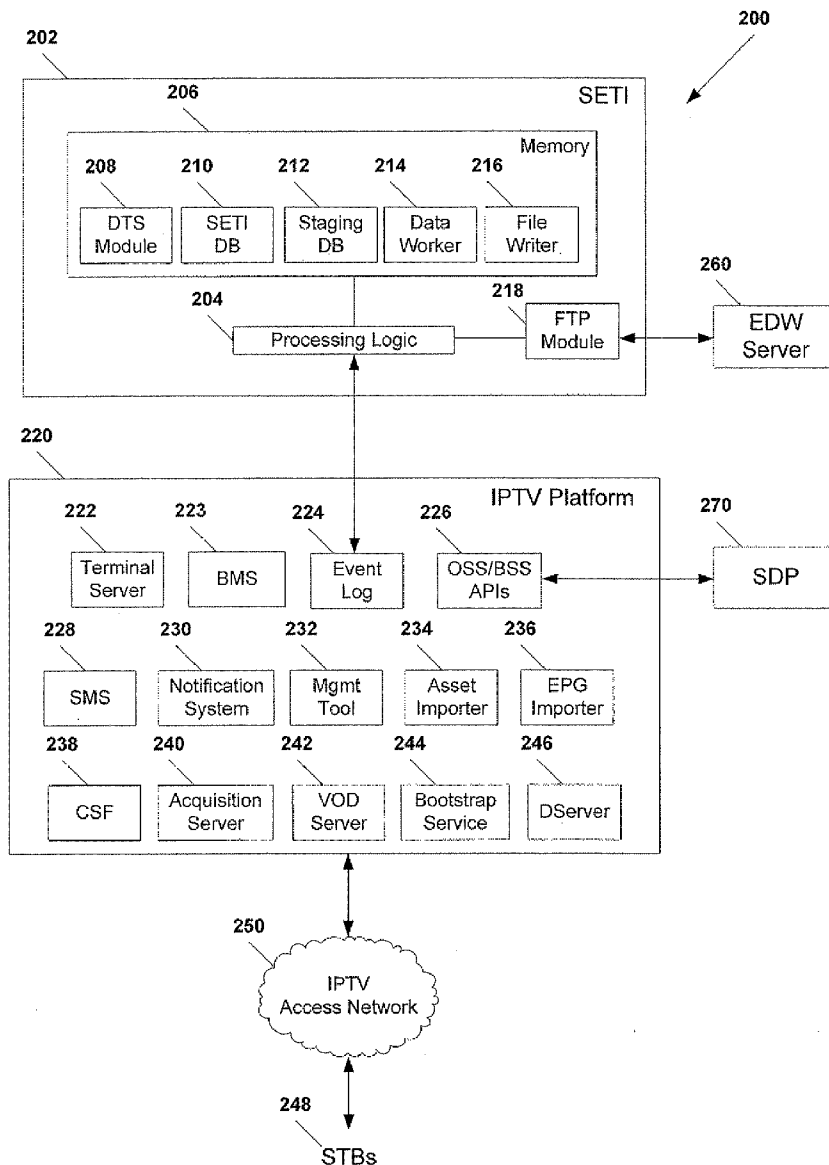 202
200
SETI
206
Memory
208 210 212 214 216
DTS Module
SETI DB
Staging DB
Data Worker
File Writer
204
Processing Logic
218
FTP Module
260
EDW Server
220
IPTV Platform
222 223 224 226
Terminal Server
BMS
Event Log
OSS/BSS APIs
270
SDP
228 230 232 234 236
SMS
Notification System
Mgmt Tool
Asset Importer
EPG Importer
238 240 242 244 246
CSF
Acquisition Server
VOD Server
Bootstrap Service
DServer
250
IPTV
Access Network
248
STBs